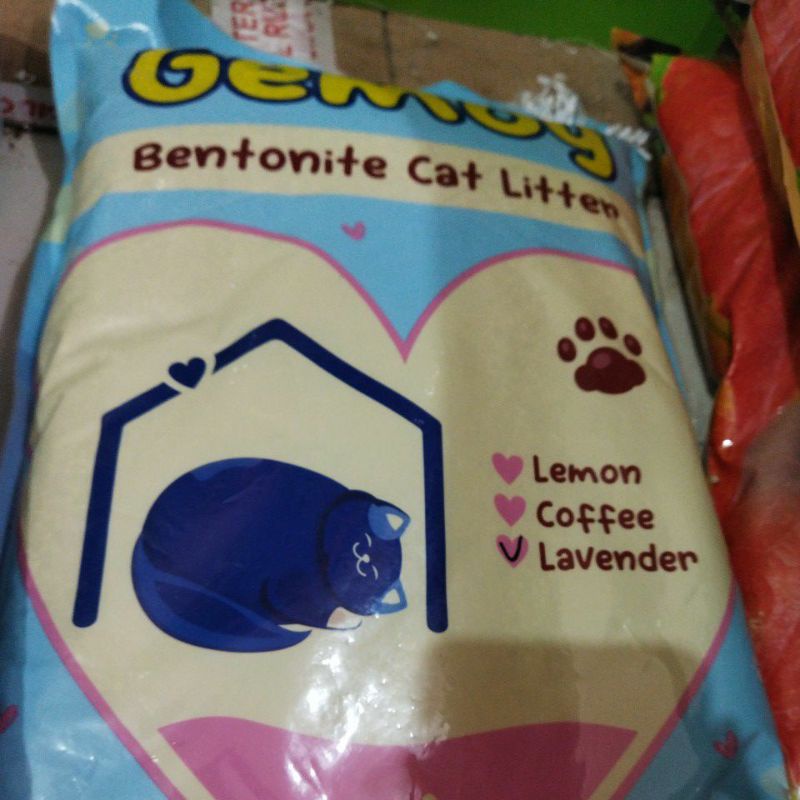 Gemoy
Bentonite Cat Litter
Lemon
Coffee
Lavender